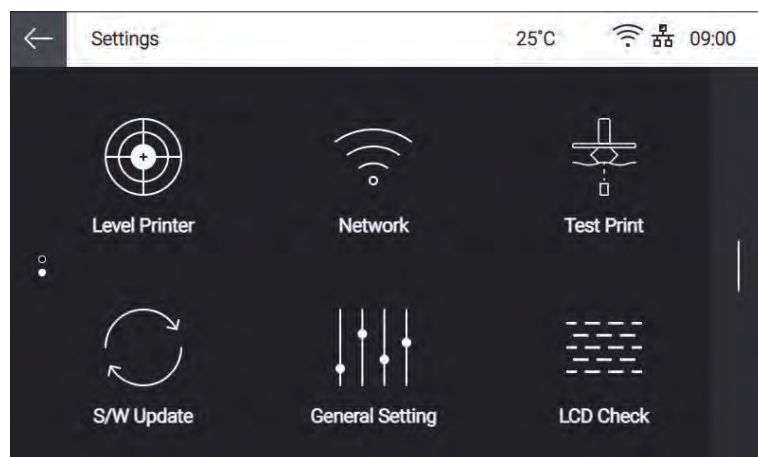 Settings 25°C 09:00
Level Printer Network Test Print
S/W Update General Setting LCD Check